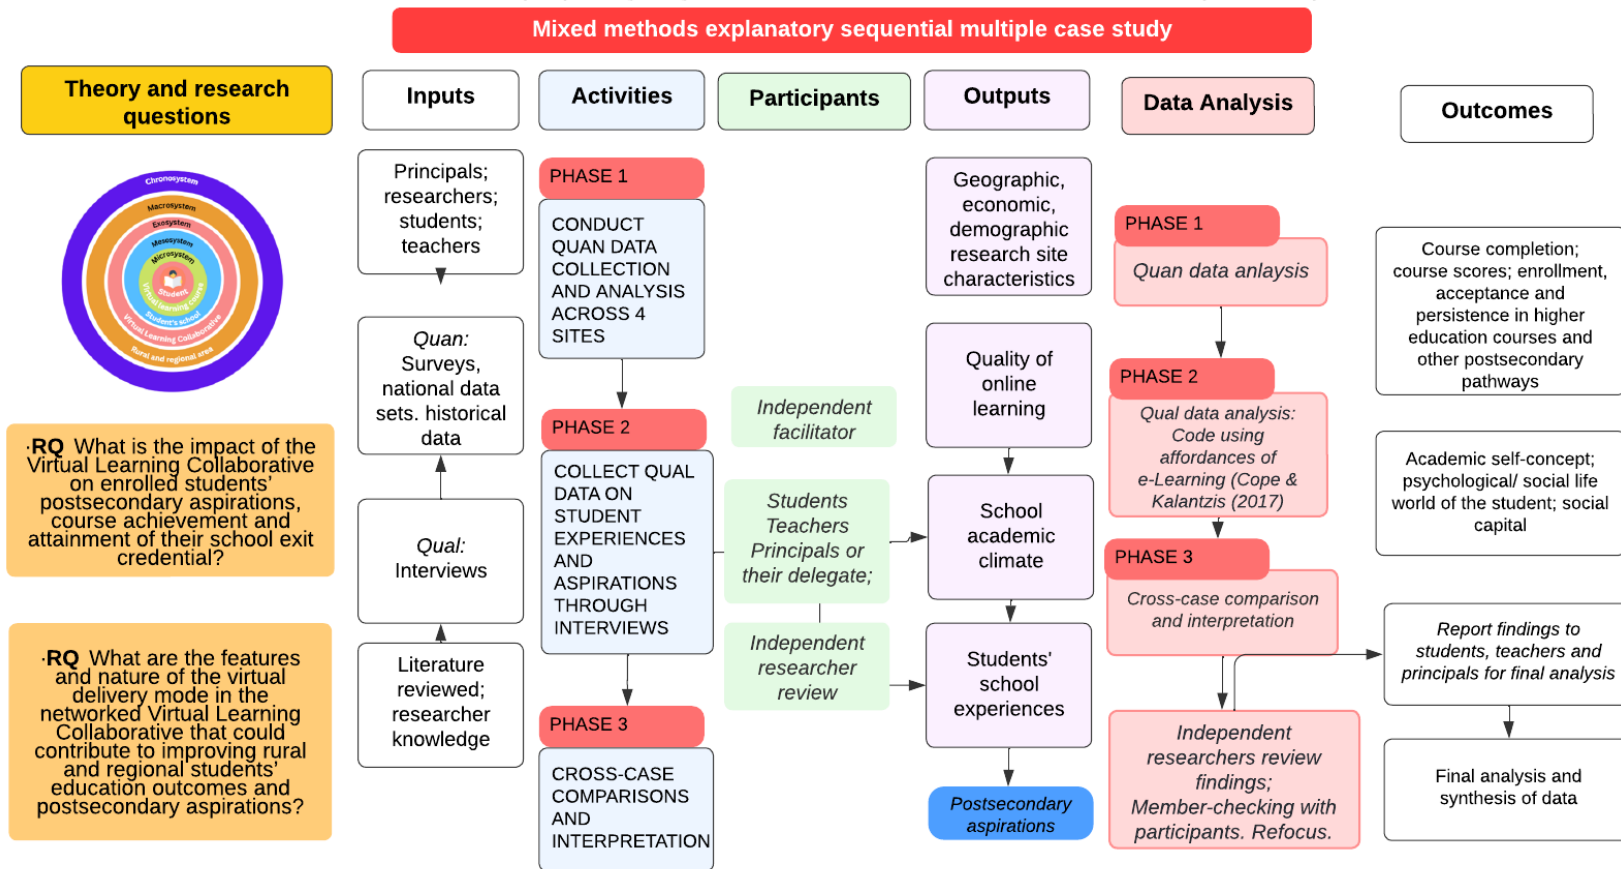 Mixed methods explanatory sequential multiple case study
Theory and research
questions
Chronosystem
Macrosystem
Exosystem
Mesosystem
Microsystem
Student
Virtual learning course
Student's school
Virtual Learning Collaborative
Rural and regional area
·RQ What is the impact of the
Virtual Learning Collaborative
on enrolled students'
postsecondary aspirations,
course achievement and
attainment of their school exit
credential?
·RQ What are the features
and nature of the virtual
delivery mode in the
networked Virtual Learning
Collaborative that could
contribute to improving rural
and regional students'
education outcomes and
postsecondary aspirations?
Inputs
Principals;
researchers;
students;
teachers
Quan:
Surveys,
national data
sets. historical
data
Qual:
Interviews
Literature
reviewed;
researcher
knowledge
Activities
PHASE 1
CONDUCT
QUAN DATA
COLLECTION
AND ANALYSIS
ACROSS 4
SITES
PHASE 2
COLLECT QUAL
DATA ON
STUDENT
EXPERIENCES
AND
ASPIRATIONS
THROUGH
INTERVIEWS
PHASE 3
CROSS-CASE
COMPARISONS
AND
INTERPRETATION
Participants
Independent
facilitator
Students
Teachers
Principals or
their delegate;
Independent
researcher
review
Outputs
Geographic,
economic,
demographic
research site
characteristics
Quality of
online
learning
School
academic
climate
Students'
school
experiences
Postsecondary
aspirations
Data Analysis
PHASE 1
Quan data anlaysis
PHASE 2
Qual data analysis:
Code using
affordances of
e-Learning (Cope &
Kalantzis (2017)
PHASE 3
Cross-case comparison
and interpretation
Independent
researchers review
findings;
Member-checking with
participants. Refocus.
Outcomes
Course completion;
course scores; enrollment,
acceptance and
persistence in higher
education courses and
other postsecondary
pathways
Academic self-concept;
psychological/ social life
world of the student; social
capital
Report findings to
students, teachers and
principals for final analysis
Final analysis and
synthesis of data